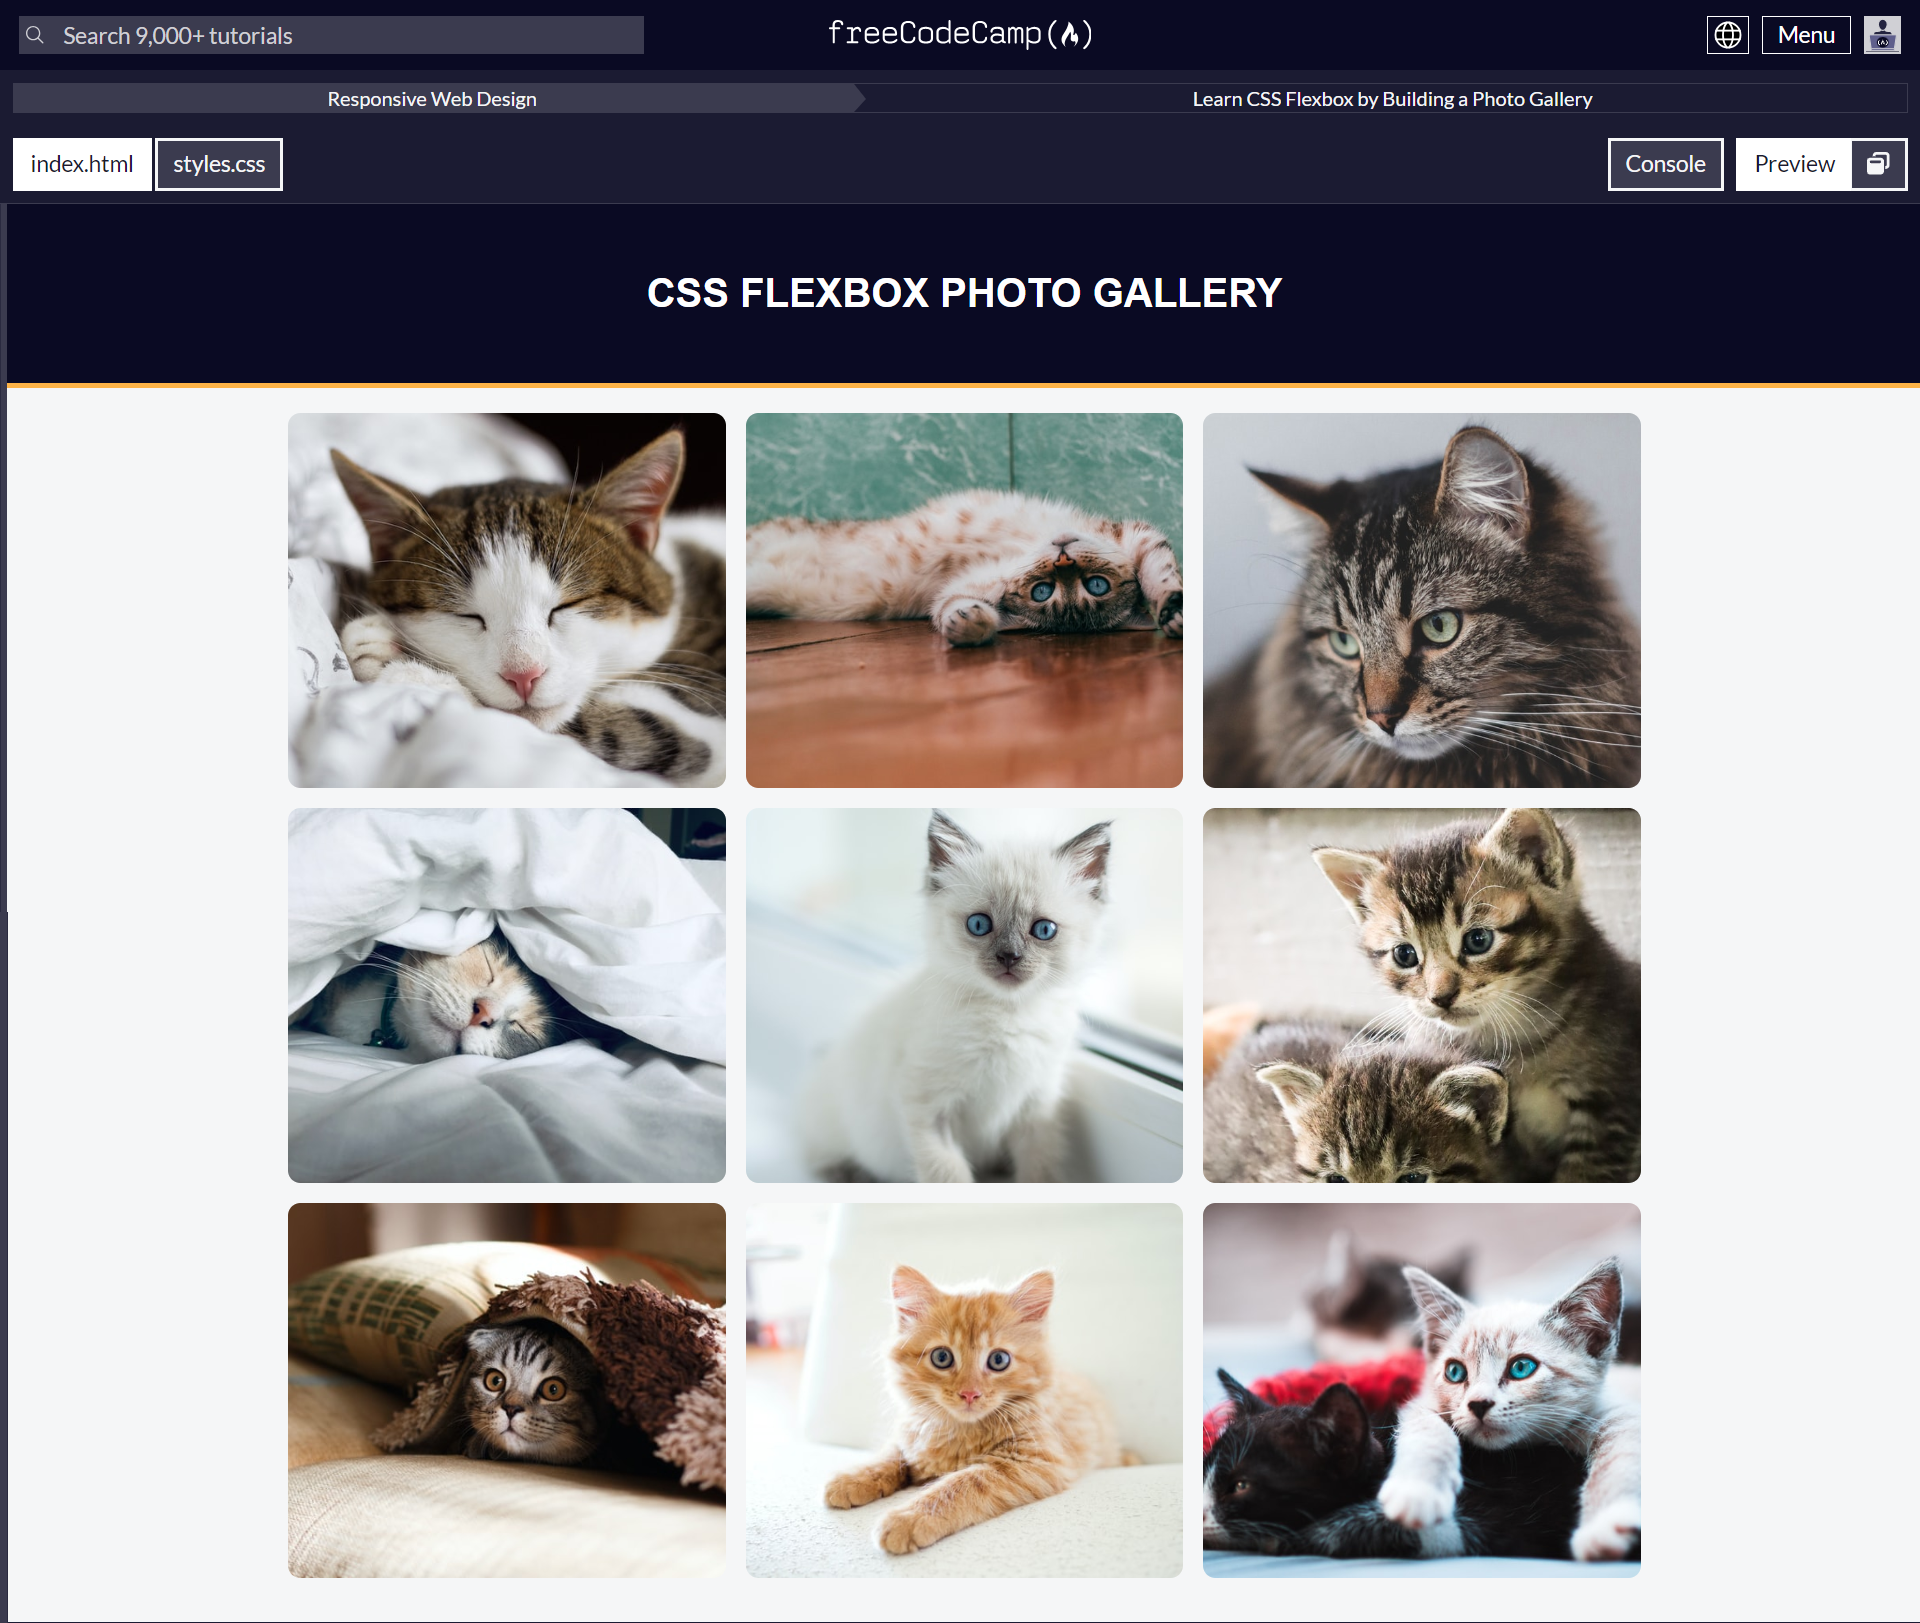 Search 9,000+ tutorials
freeCodeCamp(🔥)
Menu
Responsive Web Design
Learn CSS Flexbox by Building a Photo Gallery
index.html
styles.css
Console
Preview
CSS FLEXBOX PHOTO GALLERY